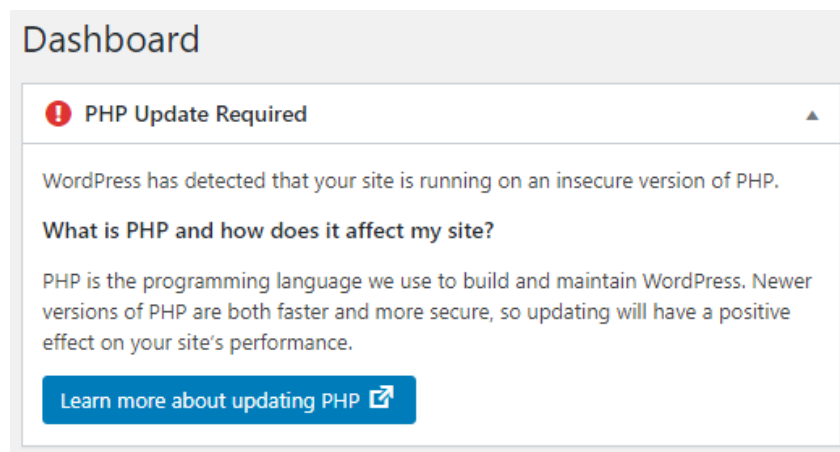 Dashboard
PHP Update Required
WordPress has detected that your site is running on an insecure version of PHP.
What is PHP and how does it affect my site?
PHP is the programming language we use to build and maintain WordPress. Newer
versions of PHP are both faster and more secure, so updating will have a positive
effect on your site's performance.
Learn more about updating PHP